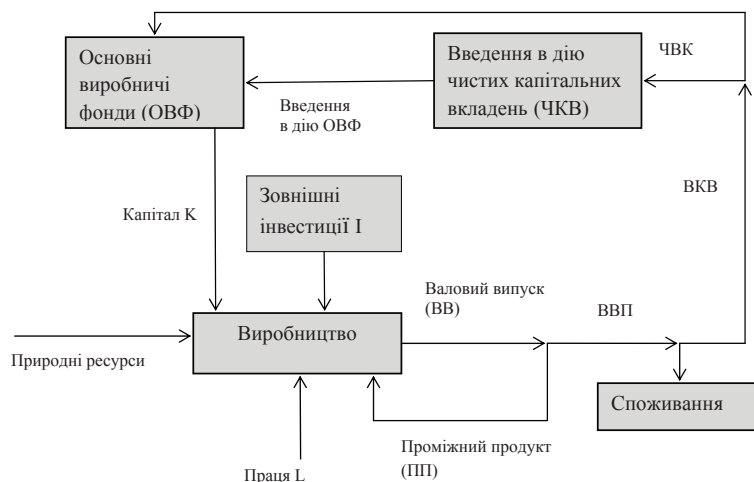 Основні
виробничі
фонди (ОВФ)
Введення в дію
чистих капітальних
вкладень (ЧКВ)
ЧВК
Введення
в дію ОВФ
ВКВ
Зовнішні
інвестиції І
Капітал К
Валовий випуск
(ВВ)
ВВП
Виробництво
Природні ресурси
Споживання
Проміжний продукт
(ПП)
Праця L